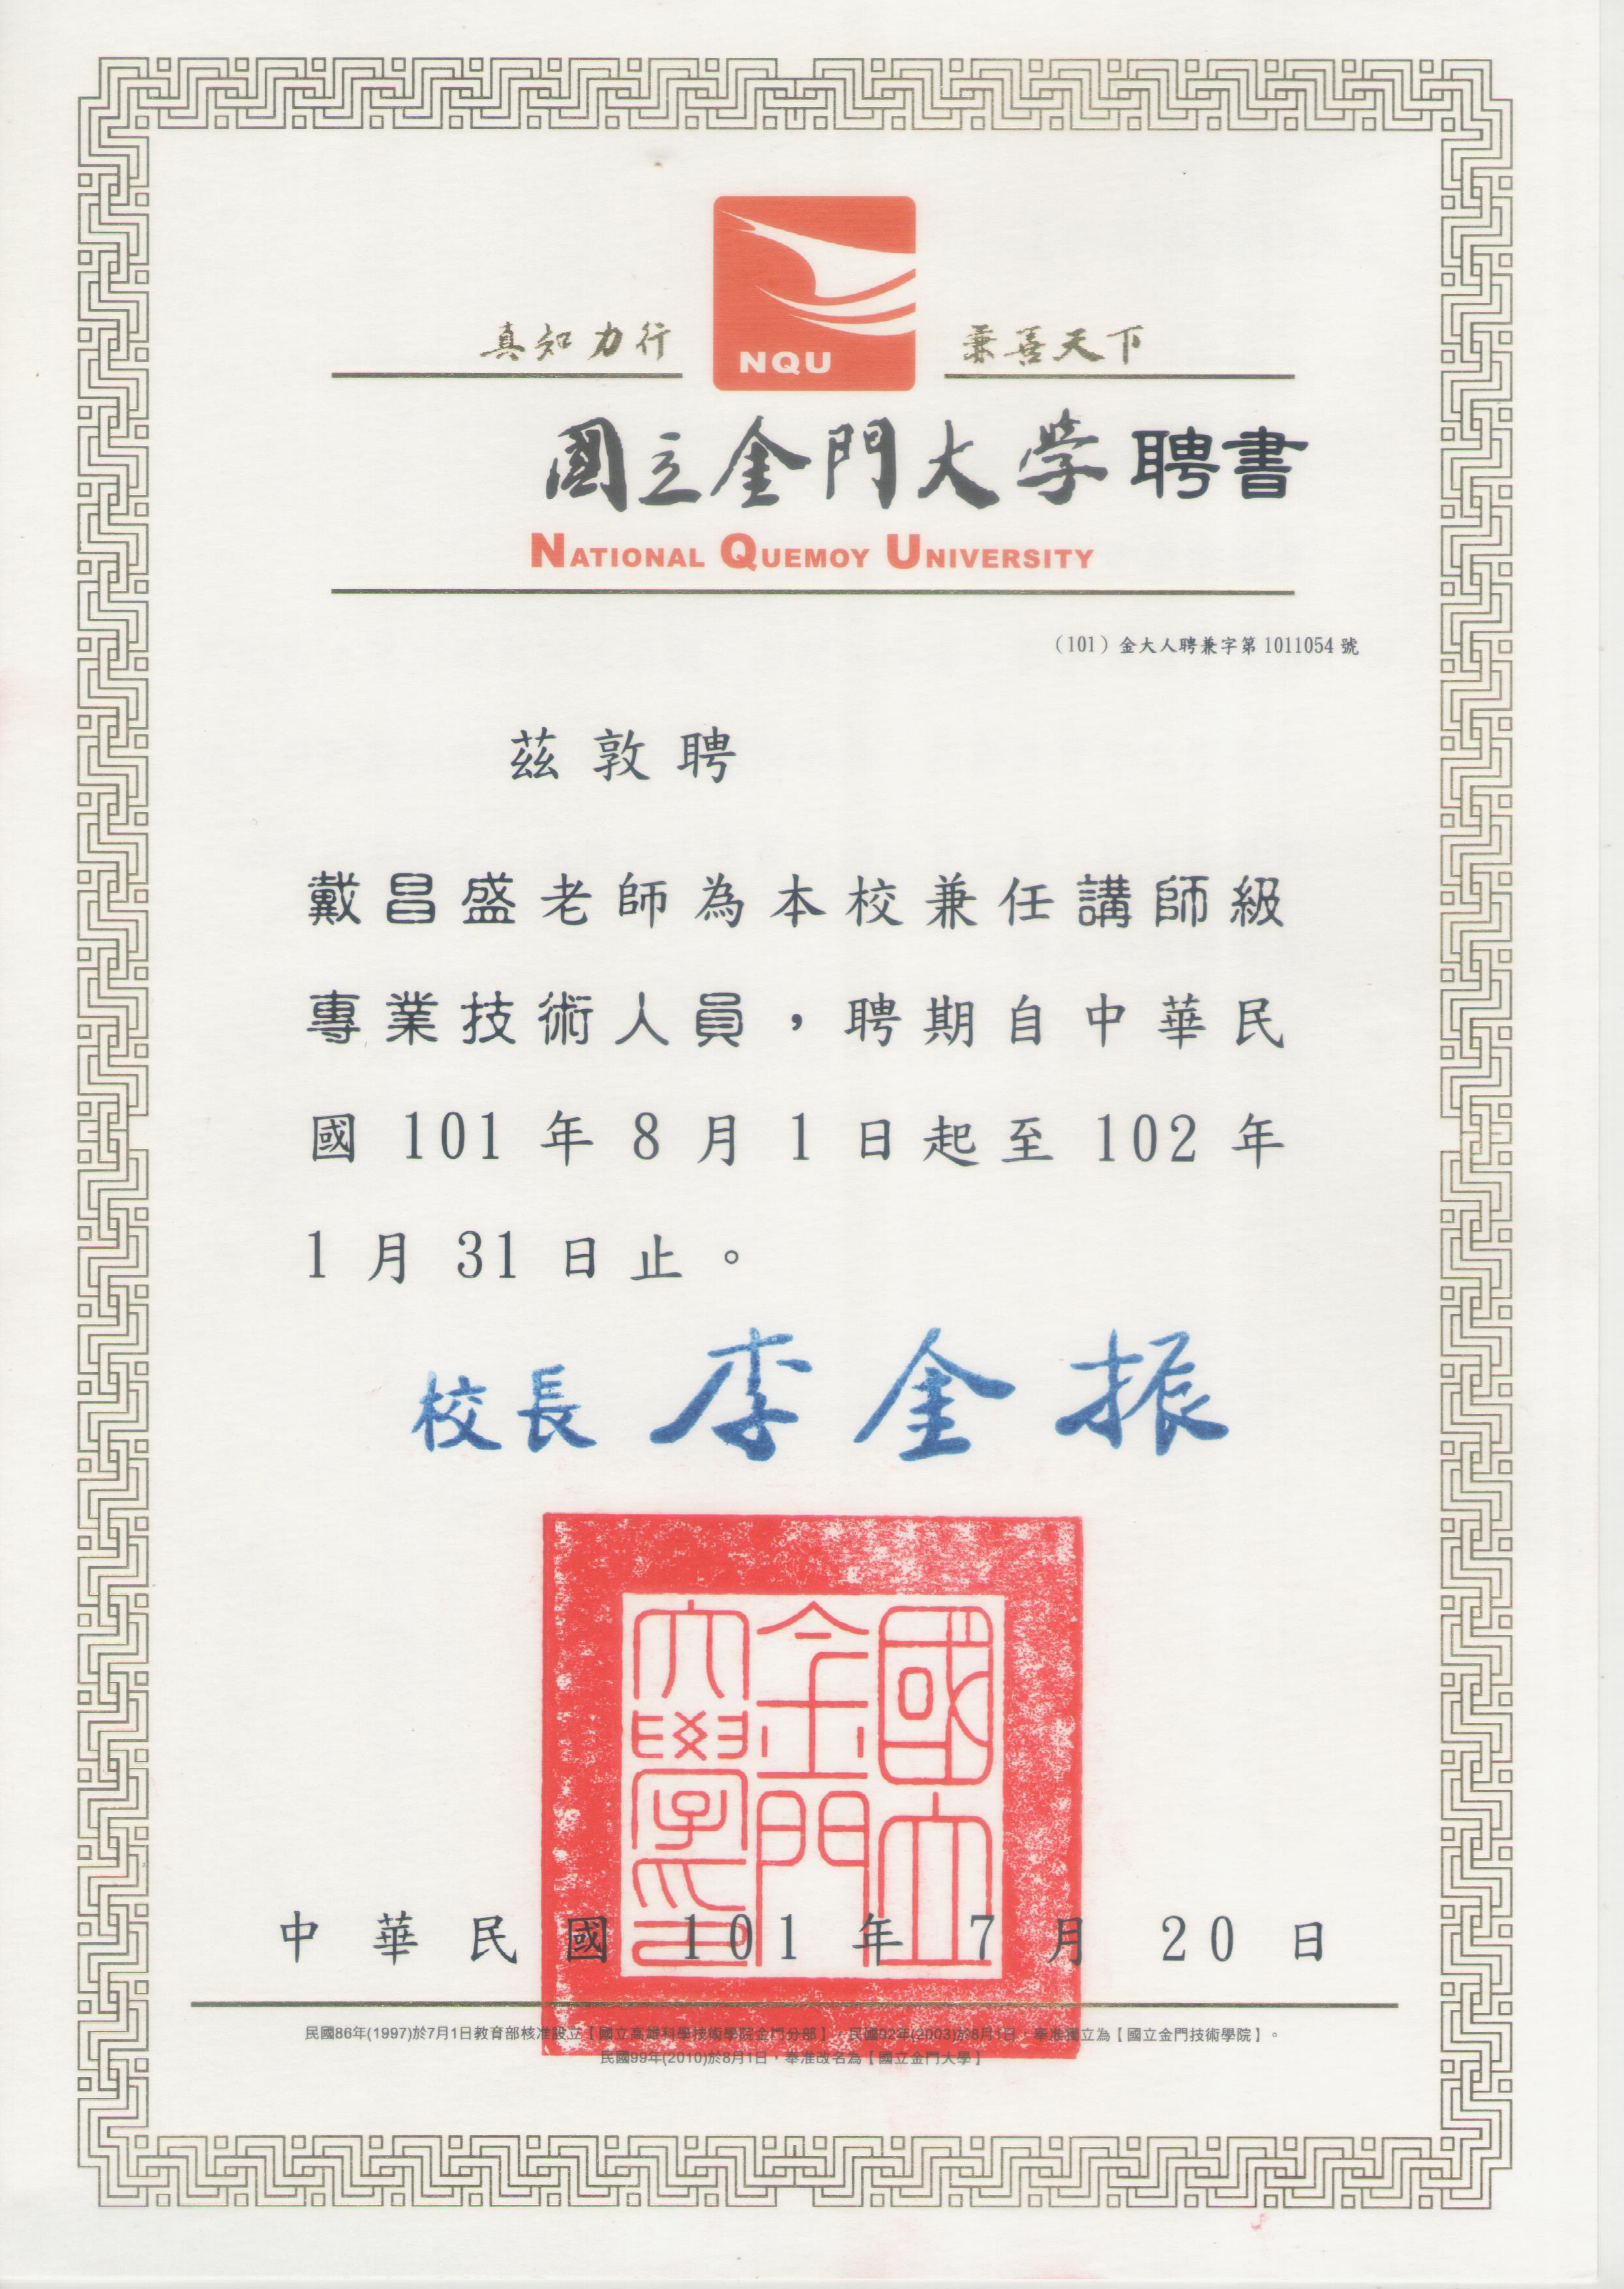 真知力行
NQU
兼善天下
國立金門大學聘書
NATIONAL QUEMOY UNIVERSITY
(101)金大人聘兼字第1011054號
茲敦聘
戴昌盛老師為本校兼任講師級
專業技術人員，聘期自中華民
國 101 年 8 月 1 日起至 102 年
1 月 31 日止。
校長 李金振
國立金門大學印
中華民國 101 年 7 月 20 日
民國86年(1997)於7月1日教育部核准設立【國立高雄科學技術學院金門分部】，民國92年(2003)於8月1日，奉准獨立為【國立金門技術學院】。
民國99年(2010)於8月1日，奉准改名為【國立金門大學】